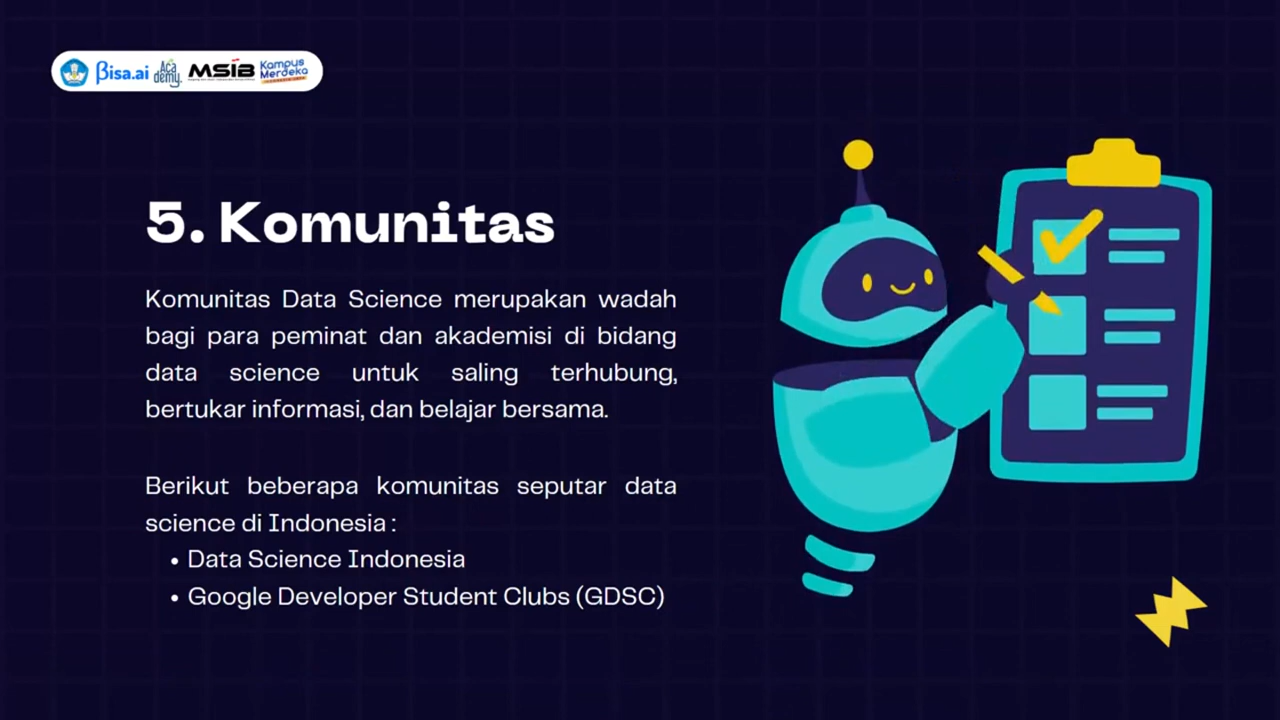 βisa.ai Academy. MSIB Kampus Merdeka
5. Komunitas
Komunitas Data Science merupakan wadah
bagi para peminat dan akademisi di bidang
data science untuk saling terhubung,
bertukar informasi, dan belajar bersama.
Berikut beberapa komunitas seputar data
science di Indonesia :
• Data Science Indonesia
• Google Developer Student Clubs (GDSC)